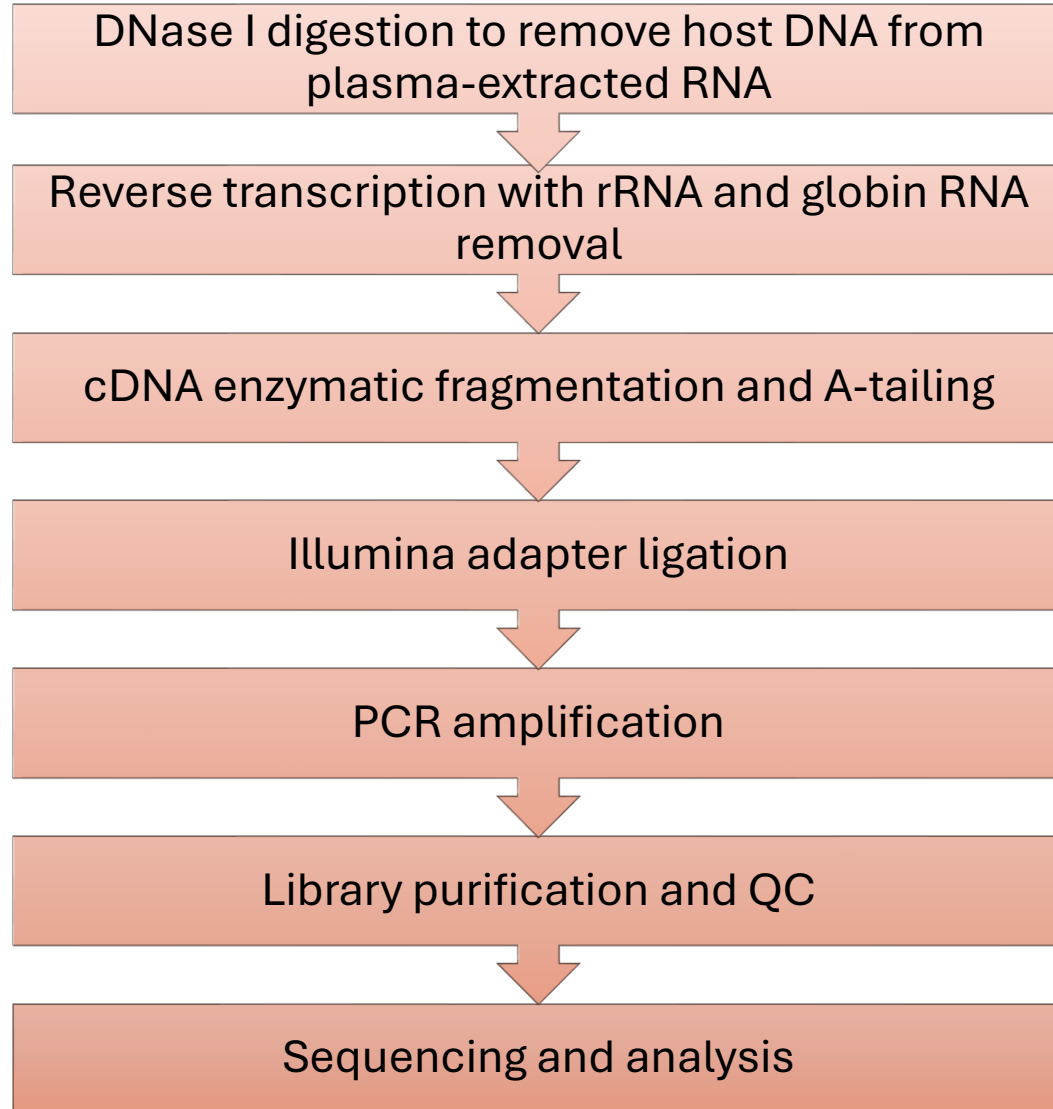 DNase I digestion to remove host DNA from
plasma-extracted RNA
Reverse transcription with rRNA and globin RNA
removal
cDNA enzymatic fragmentation and A-tailing
Illumina adapter ligation
PCR amplification
Library purification and QC
Sequencing and analysis